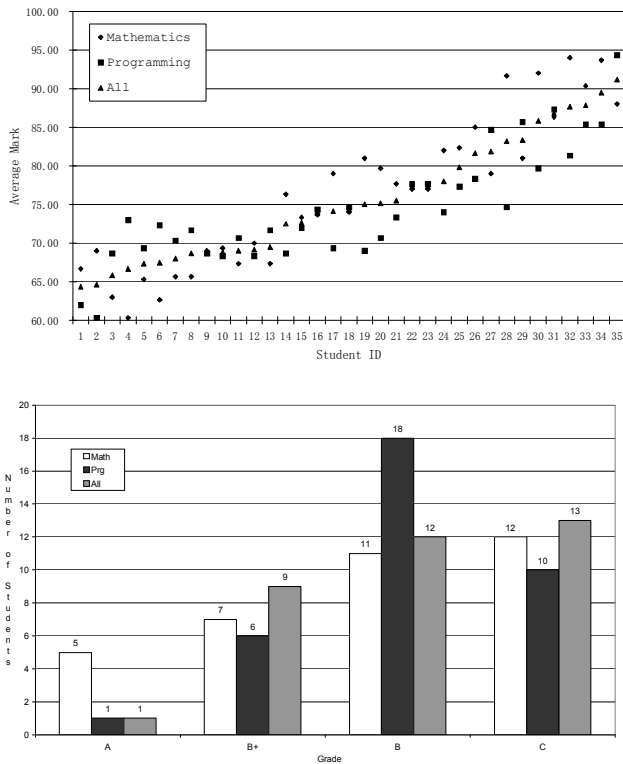 100.00
95.00
90.00
85.00
80.00
75.00
70.00
65.00
60.00
Average Mark
Mathematics
Programming
All
1 2 3 4 5 6 7 8 9 10 11 12 13 14 15 16 17 18 19 20 21 22 23 24 25 26 27 28 29 30 31 32 33 34 35
Student ID
20
18
16
14
12
10
8
6
4
2
0
Number of Students
Math
Prg
All
5 1 1
7 6 9
11 18 12
12 10 13
A B+ B C
Grade